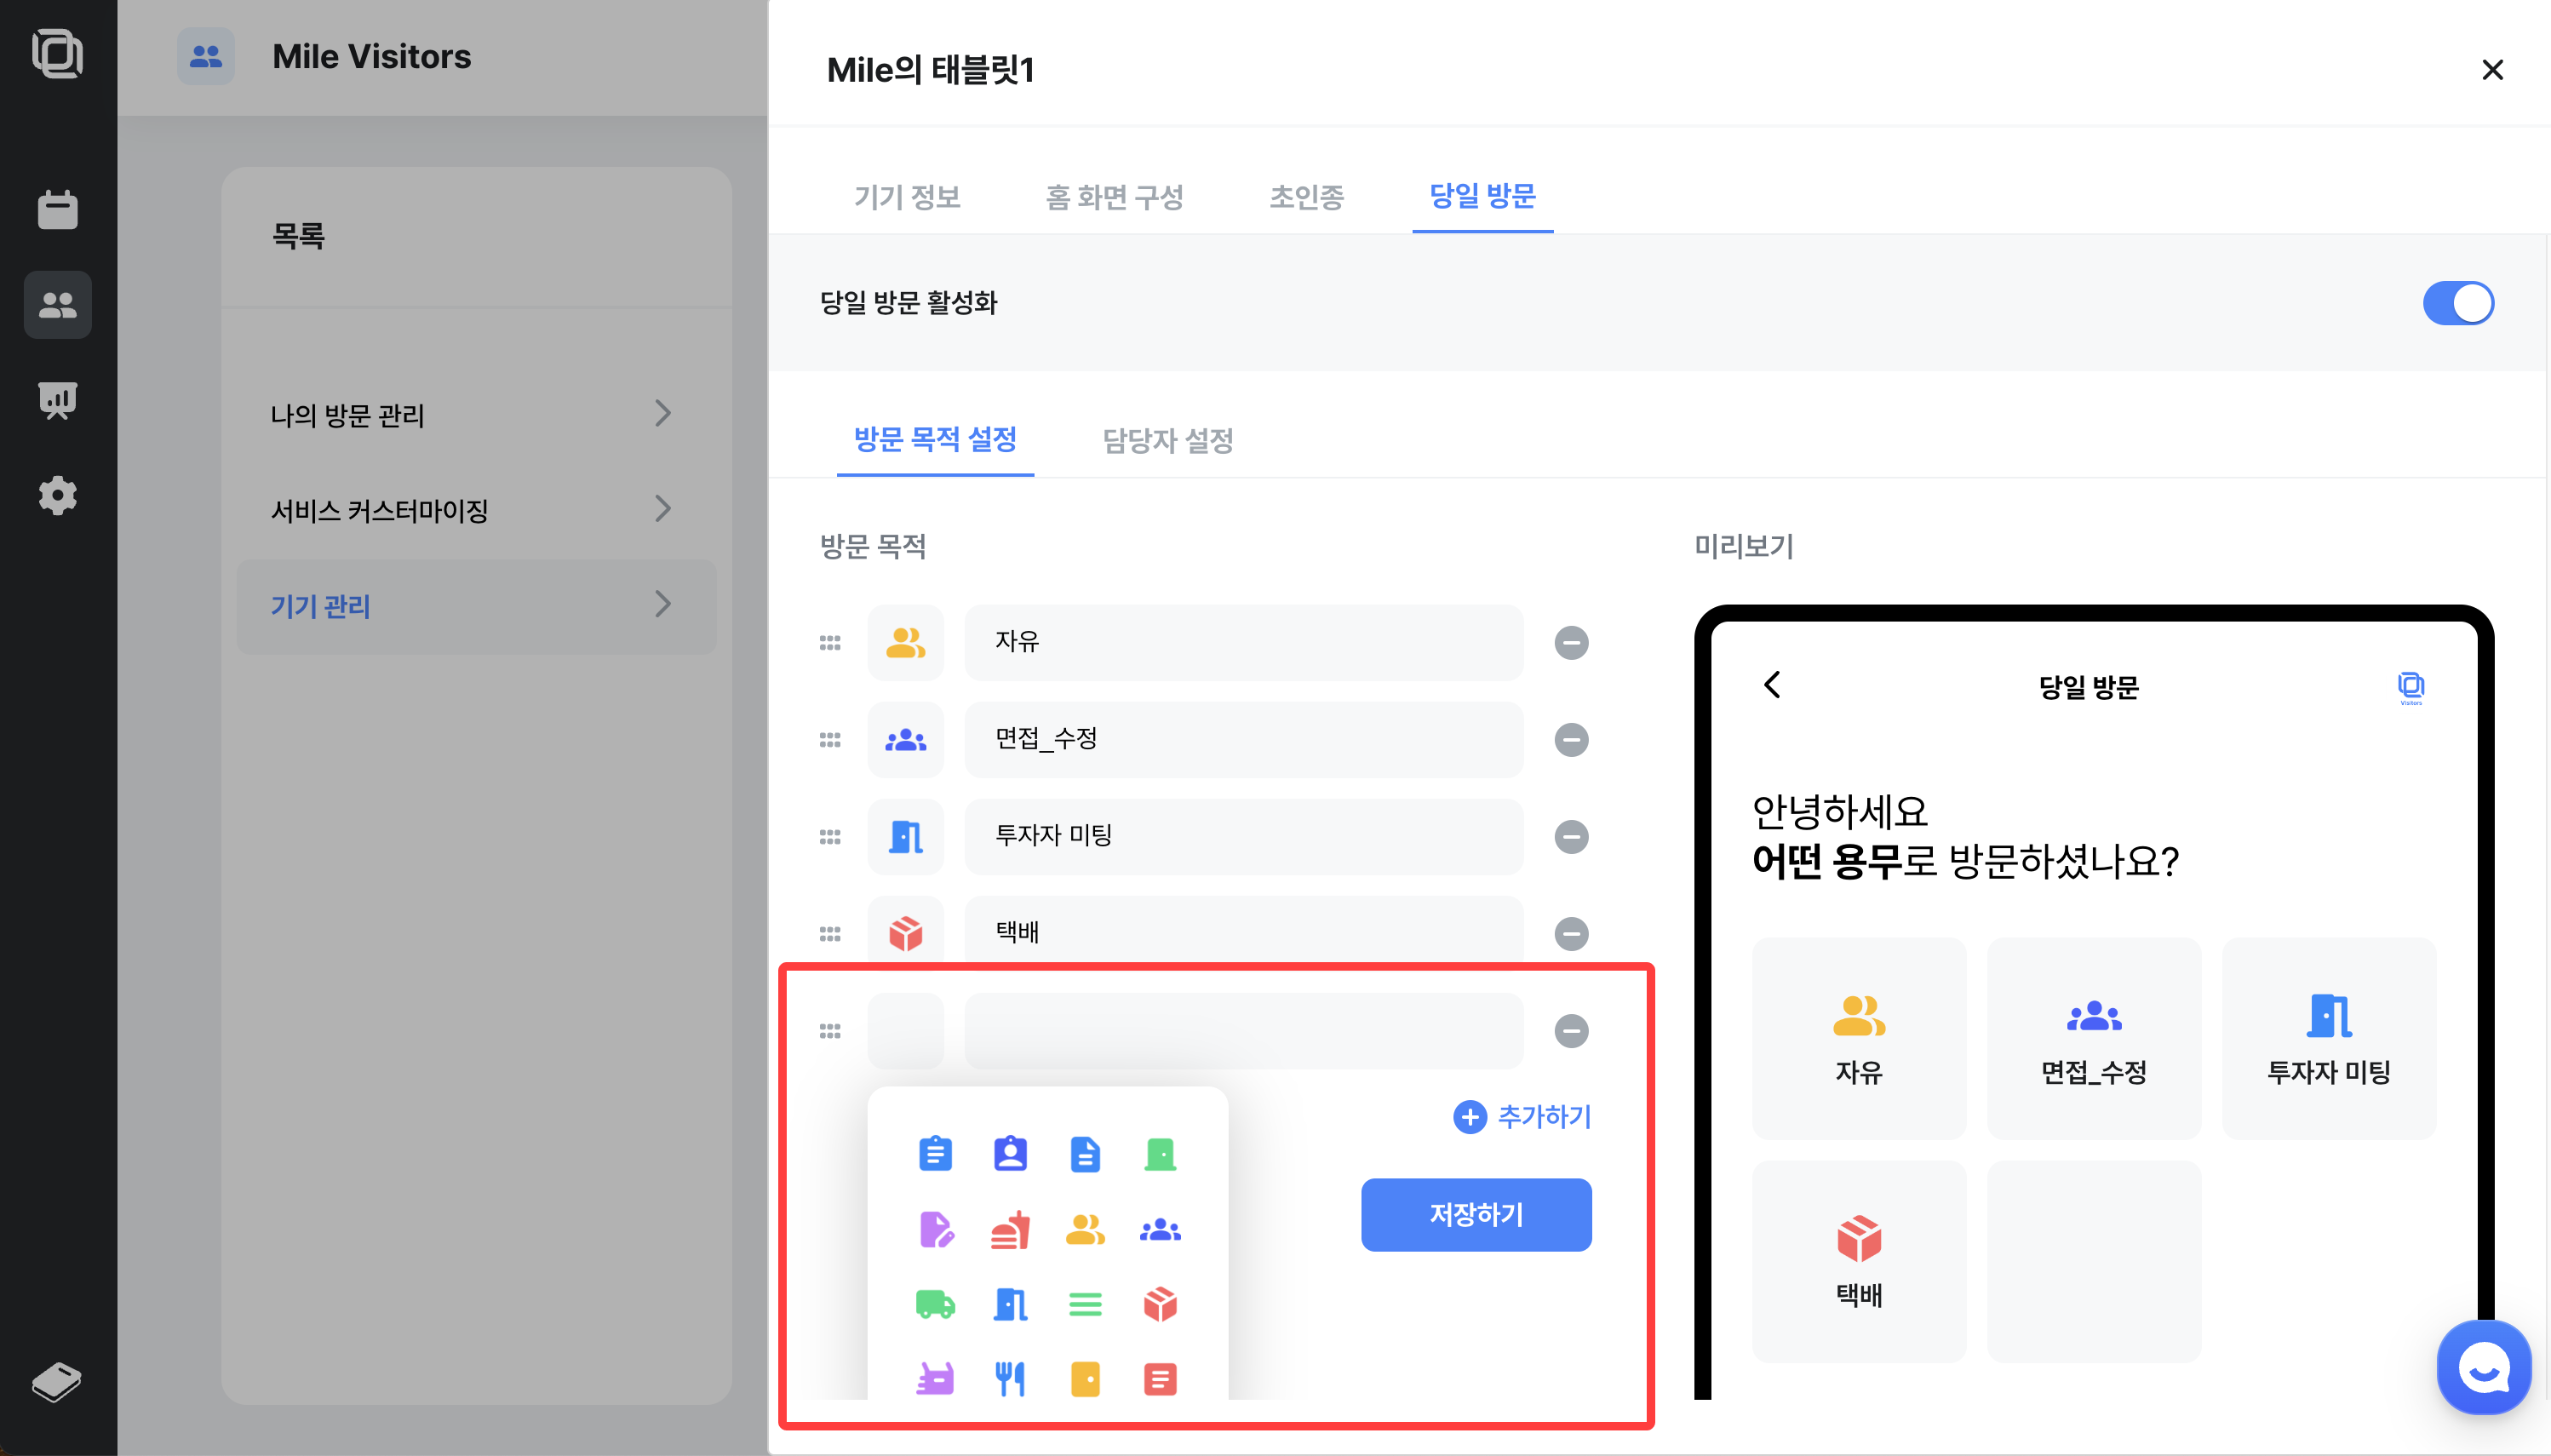 Mile Visitors
목록
나의 방문 관리
서비스 커스터마이징
기기 관리
Mile의 태블릿1
기기 정보
홈 화면 구성
초인종
당일 방문
당일 방문 활성화
방문 목적 설정
담당자 설정
방문 목적
자유
면접_수정
투자자 미팅
택배
추가하기
저장하기
미리보기
당일 방문
Visitors
안녕하세요
어떤 용무로 방문하셨나요?
자유
면접_수정
투자자 미팅
택배